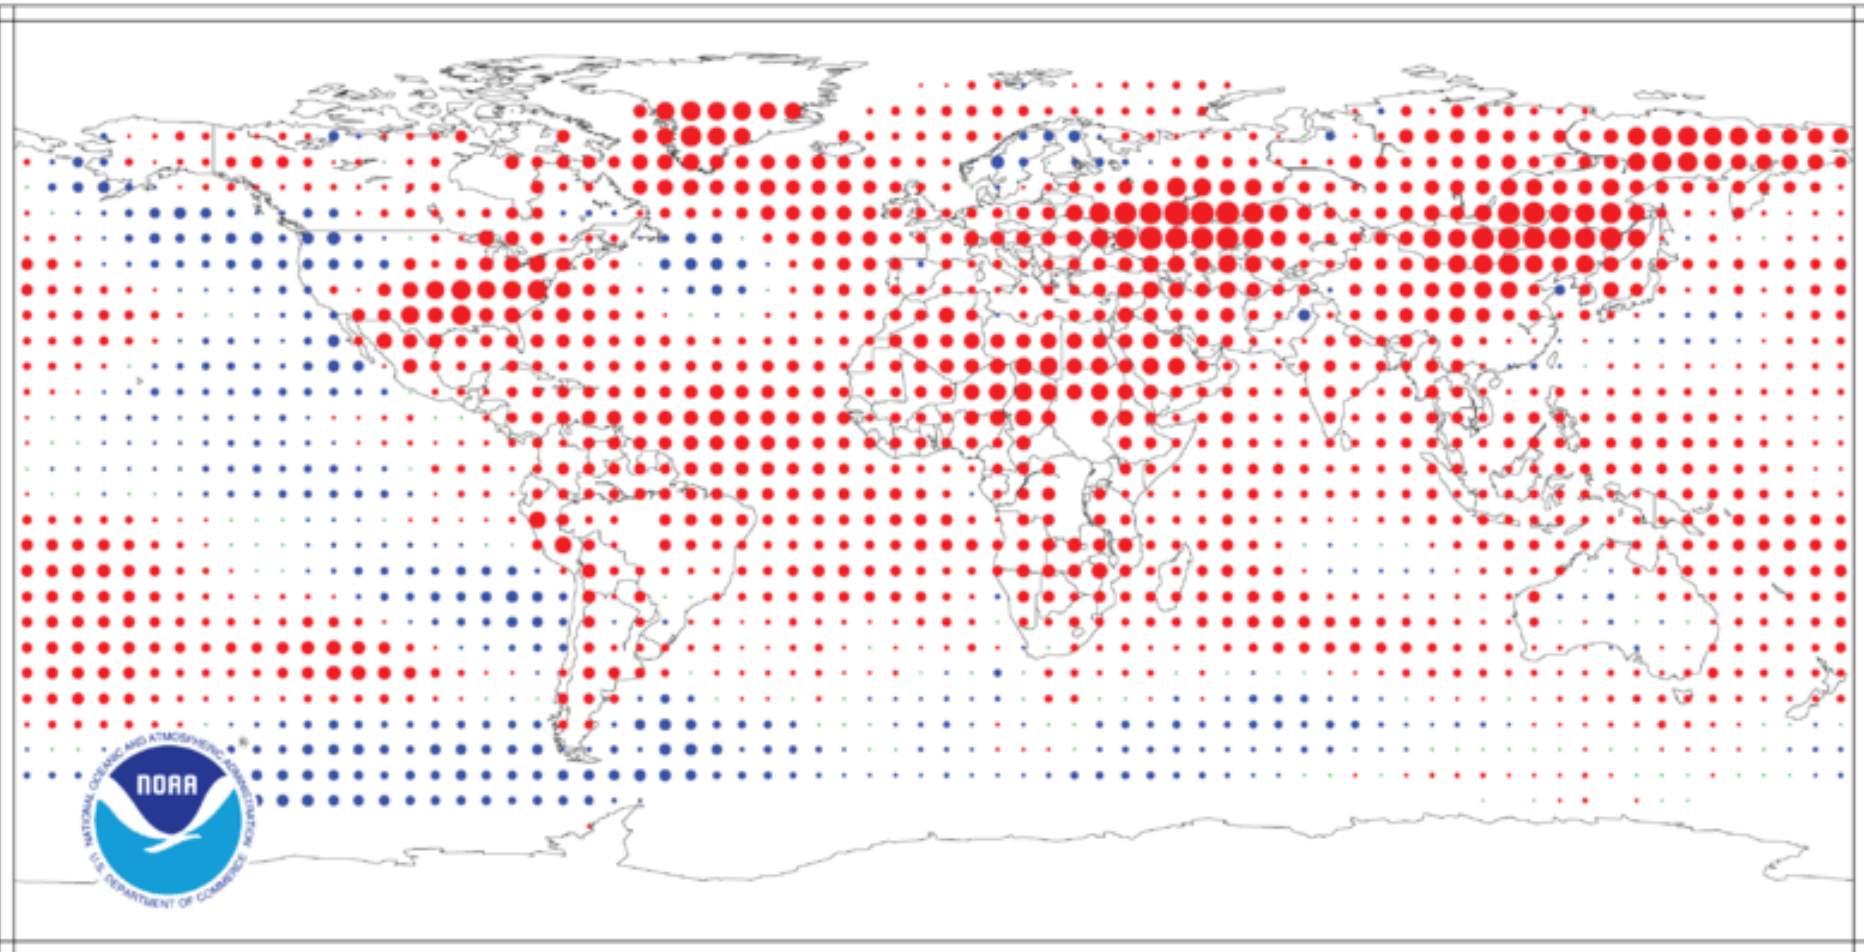 NATIONAL OCEANIC AND ATMOSPHERIC ADMINISTRATION
®
NOAA
U.S. DEPARTMENT OF COMMERCE